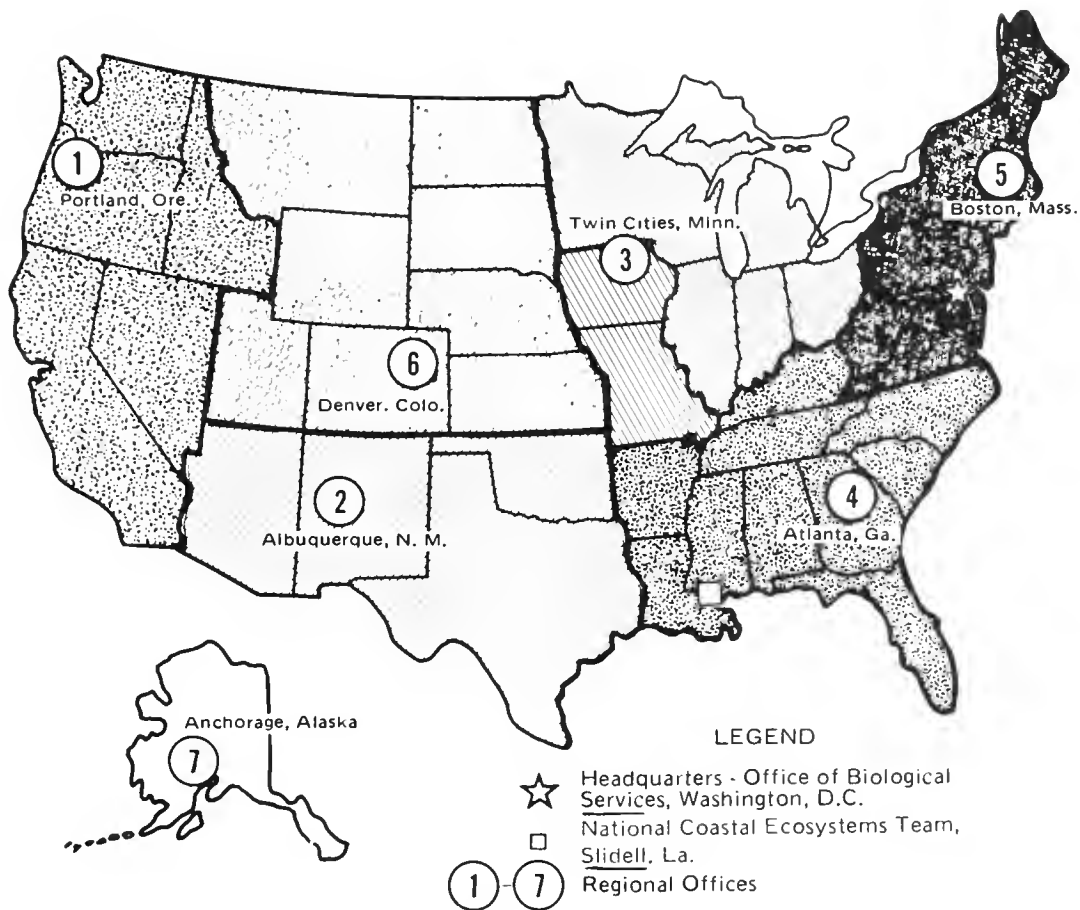 1
Portland, Ore.
5
Boston, Mass.
Twin Cities, Minn.
3
6
Denver. Colo.
2
Albuquerque, N. M.
4
Atlanta, Ga.
Anchorage, Alaska
7
LEGEND
Headquarters - Office of Biological
Services, Washington, D.C.
National Coastal Ecosystems Team,
Slidell, La.
1 - 7 Regional Offices